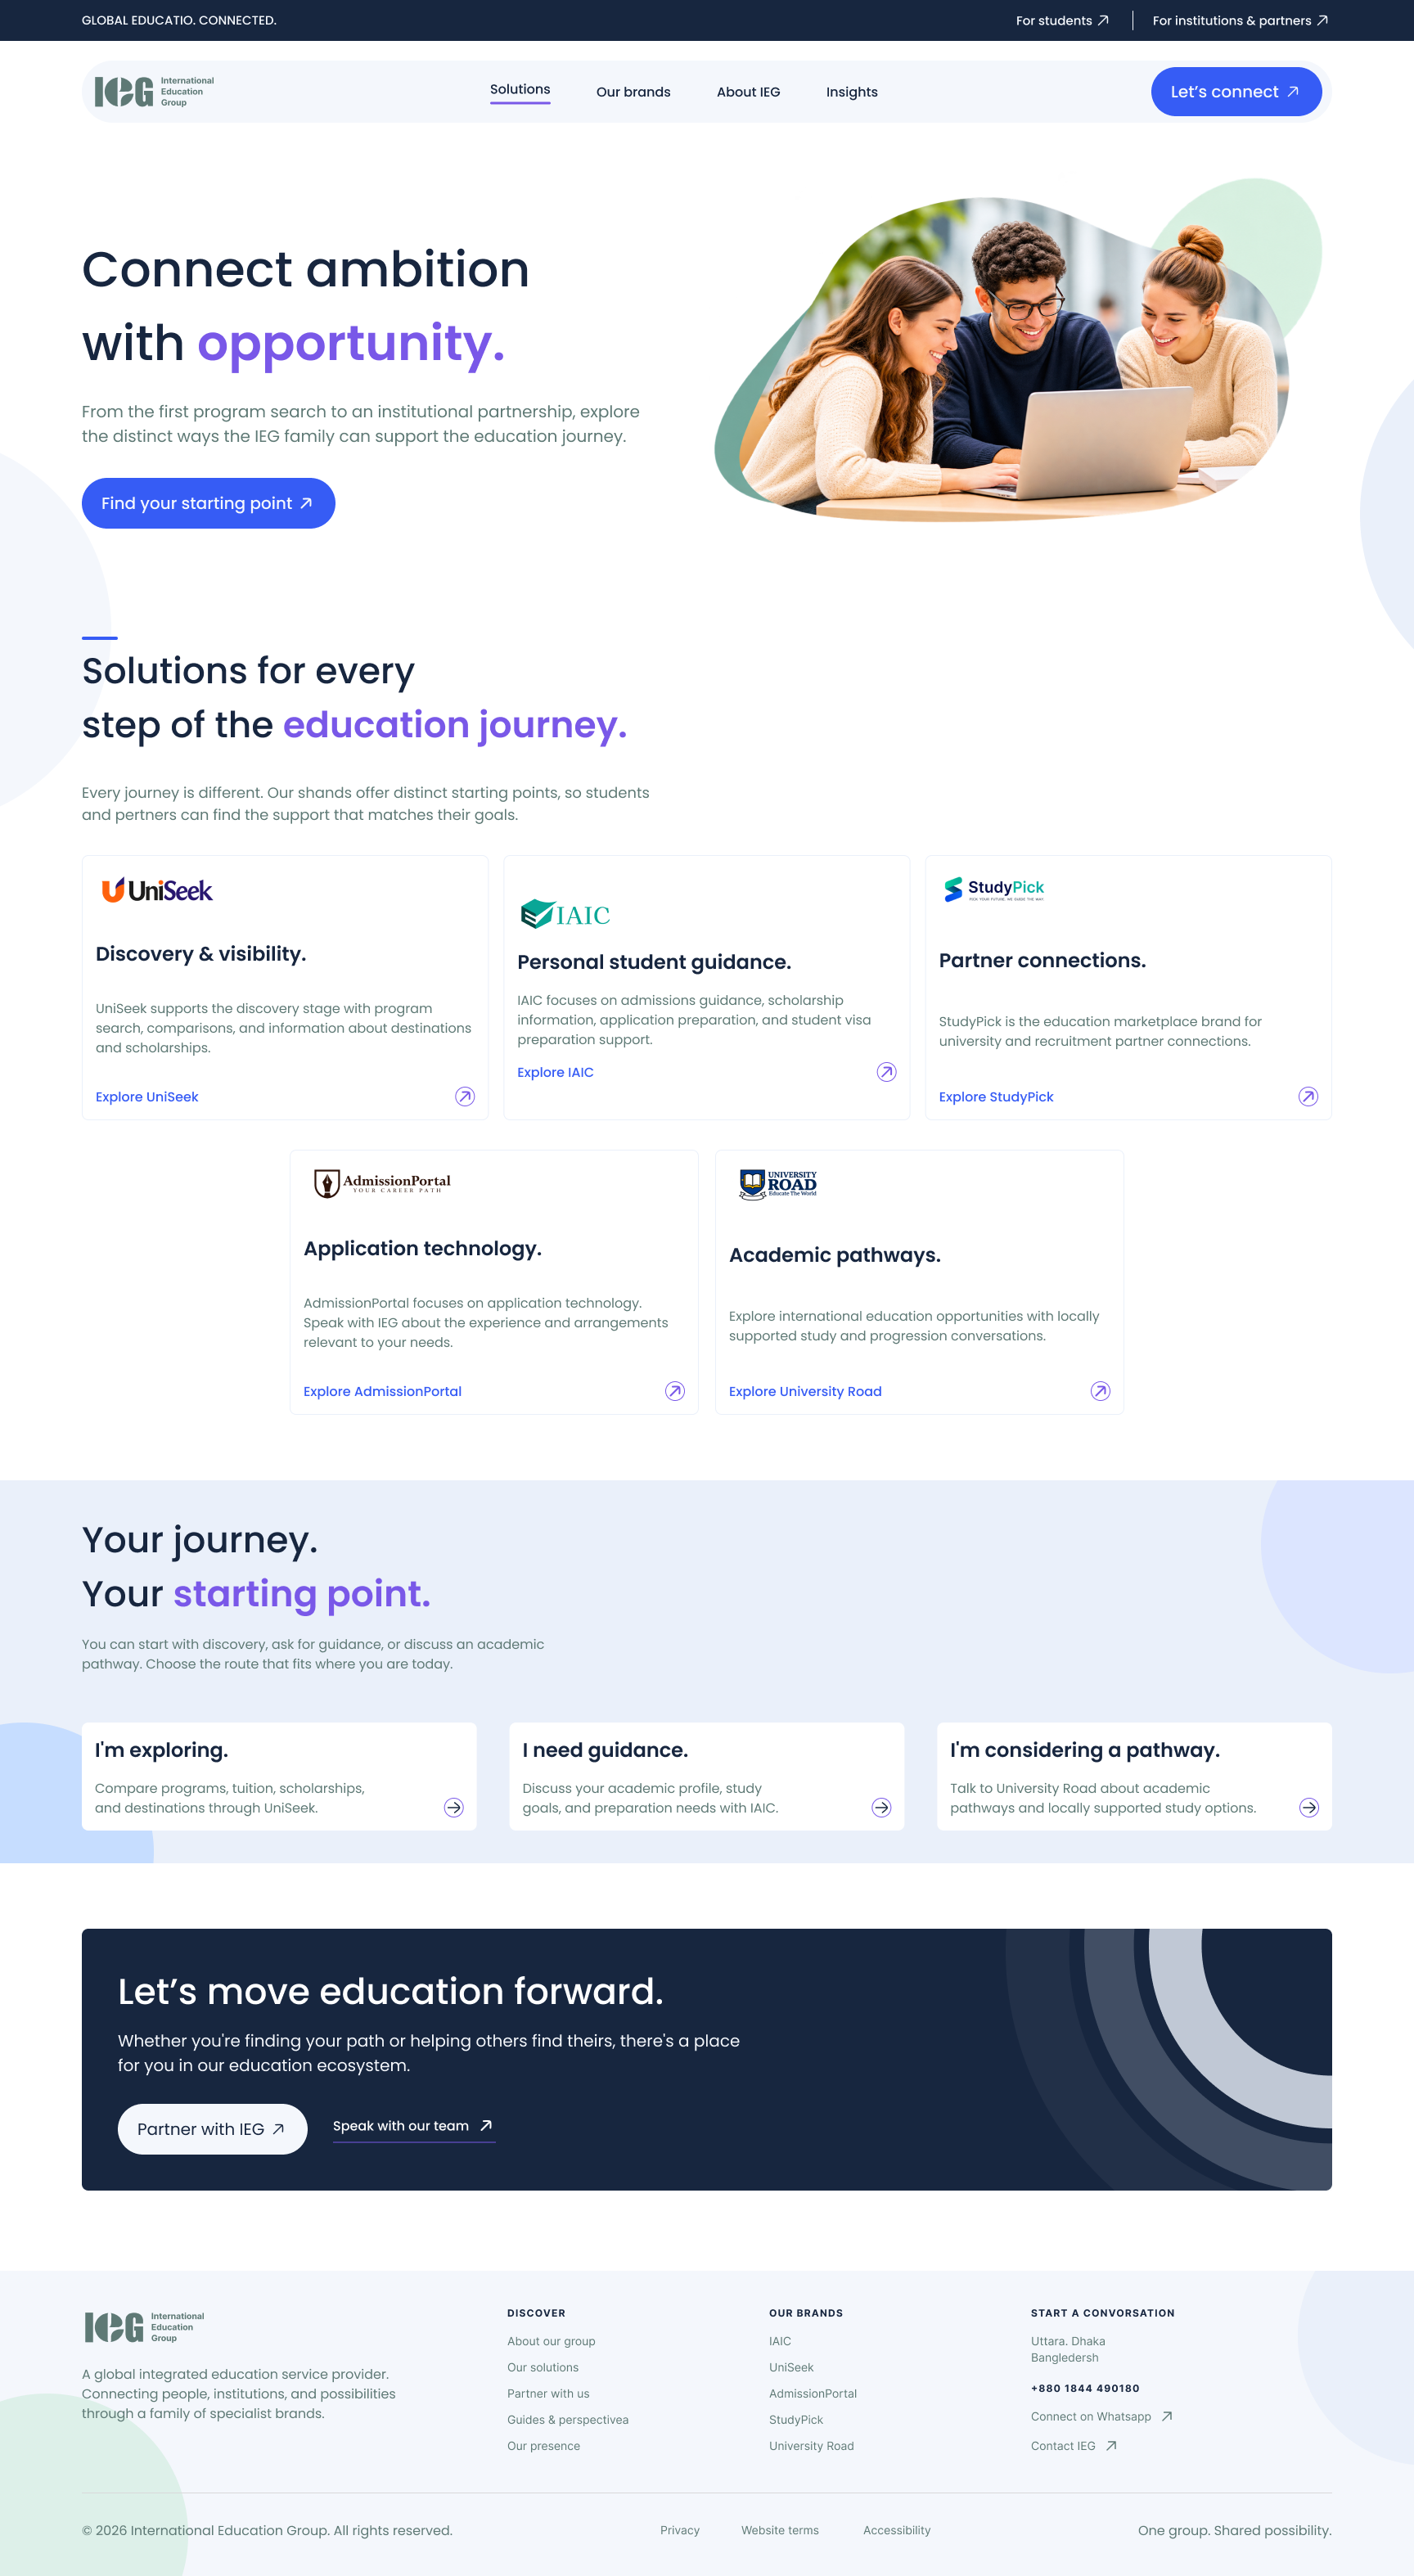 GLOBAL EDUCATIO. CONNECTED.
For students
For institutions & partners
IEG International
Education
Group
Solutions
Our brands
About IEG
Insights
Let's connect
Connect ambition
with opportunity.
From the first program search to an institutional partnership, explore
the distinct ways the IEG family can support the education journey.
Find your starting point
Solutions for every
step of the education journey.
Every journey is different. Our shands offer distinct starting points, so students
and pertners can find the support that matches their goals.
UniSeek
Discovery & visibility.
UniSeek supports the discovery stage with program
search, comparisons, and information about destinations
and scholarships.
Explore UniSeek
IAIC
Personal student guidance.
IAIC focuses on admissions guidance, scholarship
information, application preparation, and student visa
preparation support.
Explore IAIC
StudyPick
PICK YOUR FUTURE, WE GUIDE THE WAY
Partner connections.
StudyPick is the education marketplace brand for
university and recruitment partner connections.
Explore StudyPick
AdmissionPortal
YOUR CAREER PATH
Application technology.
AdmissionPortal focuses on application technology.
Speak with IEG about the experience and arrangements
relevant to your needs.
Explore AdmissionPortal
UNIVERSITY
ROAD
Educate The World
Academic pathways.
Explore international education opportunities with locally
supported study and progression conversations.
Explore University Road
Your journey.
Your starting point.
You can start with discovery, ask for guidance, or discuss an academic
pathway. Choose the route that fits where you are today.
I'm exploring.
Compare programs, tuition, scholarships,
and destinations through UniSeek.
I need guidance.
Discuss your academic profile, study
goals, and preparation needs with IAIC.
I'm considering a pathway.
Talk to University Road about academic
pathways and locally supported study options.
Let's move education forward.
Whether you're finding your path or helping others find theirs, there's a place
for you in our education ecosystem.
Partner with IEG
Speak with our team
IEG International
Education
Group
A global integrated education service provider.
Connecting people, institutions, and possibilities
through a family of specialist brands.
DISCOVER
About our group
Our solutions
Partner with us
Guides & perspectivea
Our presence
OUR BRANDS
IAIC
UniSeek
AdmissionPortal
StudyPick
University Road
START A CONVERSATION
Uttara. Dhaka
Bangledersh
+880 1844 490180
Connect on Whatsapp
Contact IEG
© 2026 International Education Group. All rights reserved.
Privacy
Website terms
Accessibility
One group. Shared possibility.